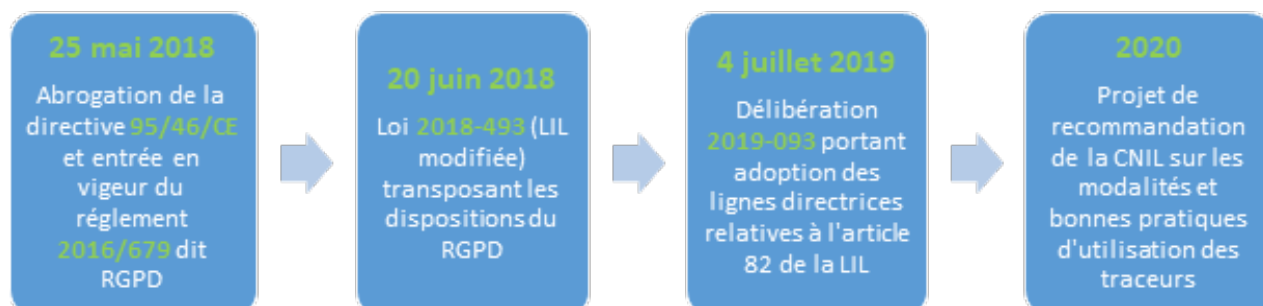 25 mai 2018
Abrogation de la
directive 95/46/CE
et entrée en
vigeur du
réglement
2016/679 dit
RGPD
20 juin 2018
Loi 2018-493 (LIL
modifiée)
transposant les
dispositions du
RGPD
4 juillet 2019
Délibération
2019-093 portant
adoption des
lignes directrices
relatives à l'article
82 de la LIL
2020
Projet de
recommandation
de la CNIL sur les
modalités et
bonnes pratiques
d'utilisation des
traceurs